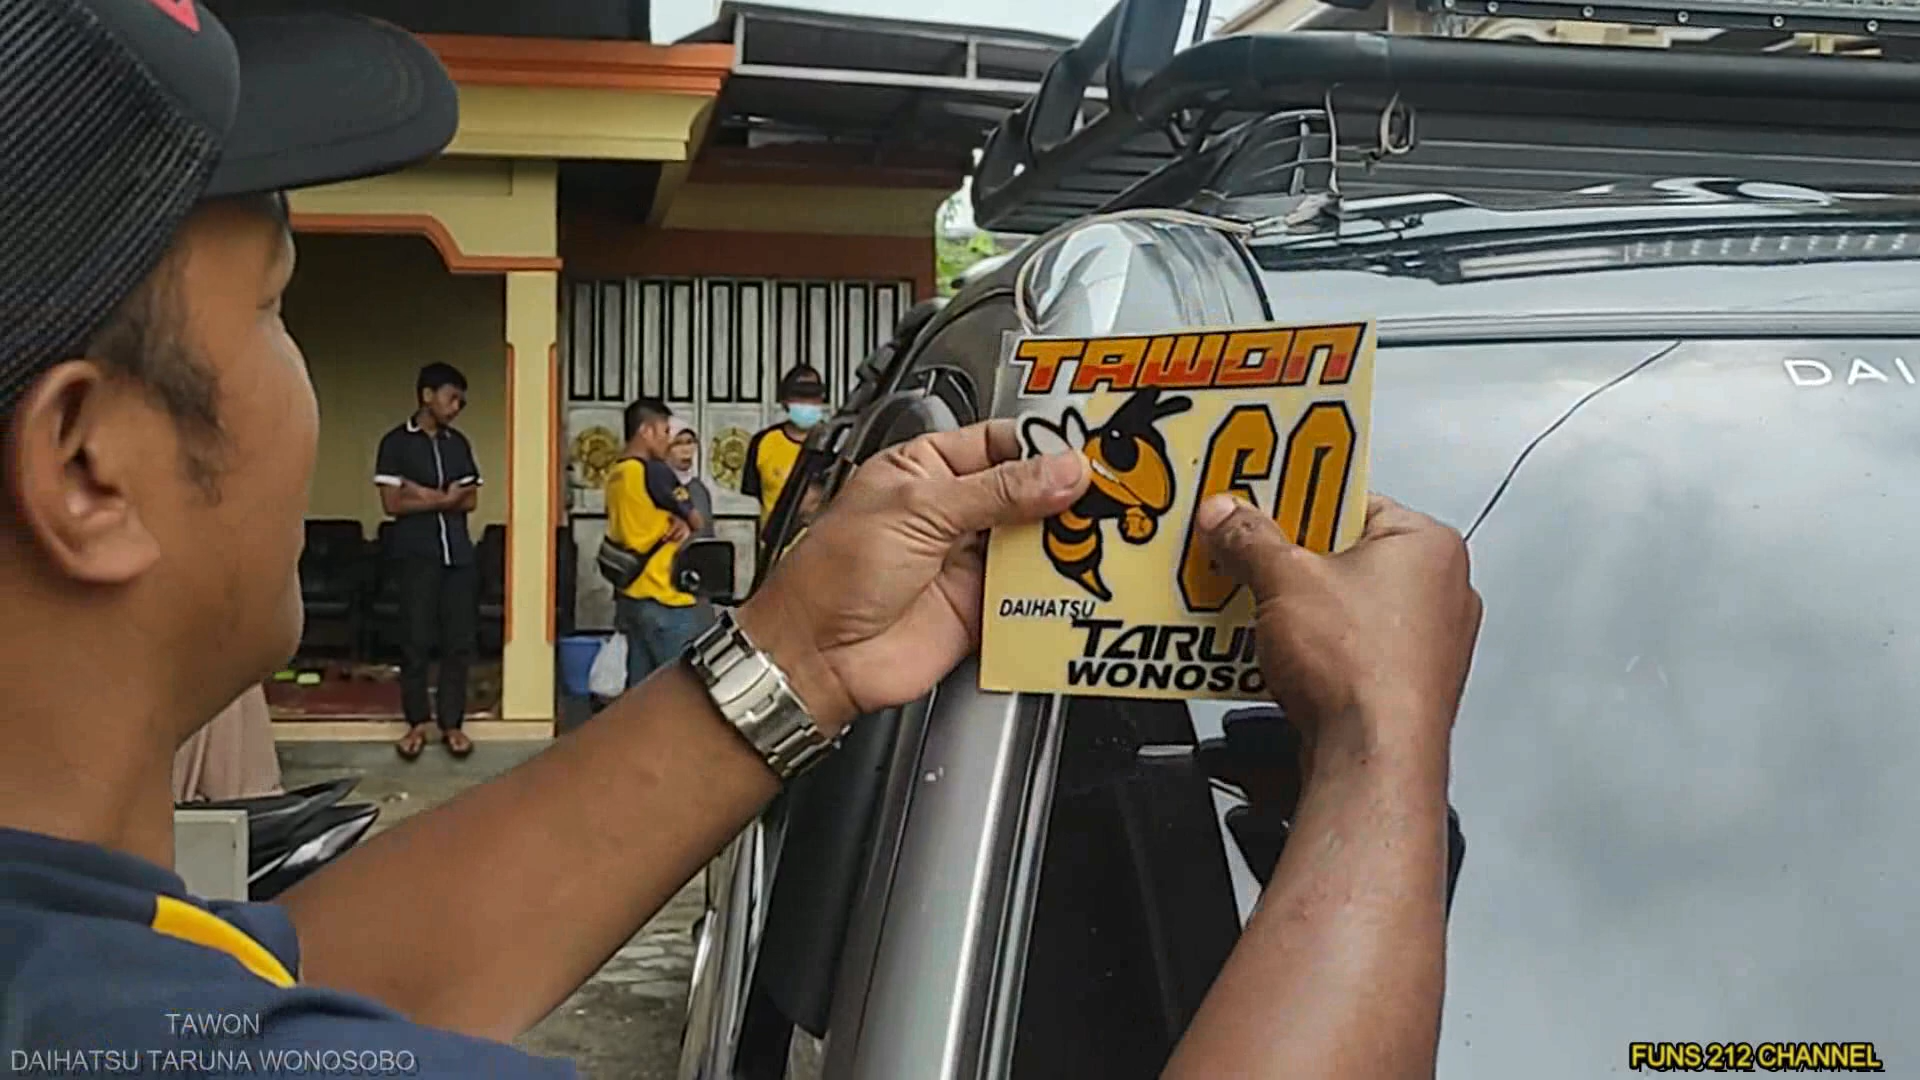 DAI
TAWON
60
DAIHATSU
TARU
WONOSO
TAWON
DAIHATSU TARUNA WONOSOBO
FUNS 212 CHANNEL